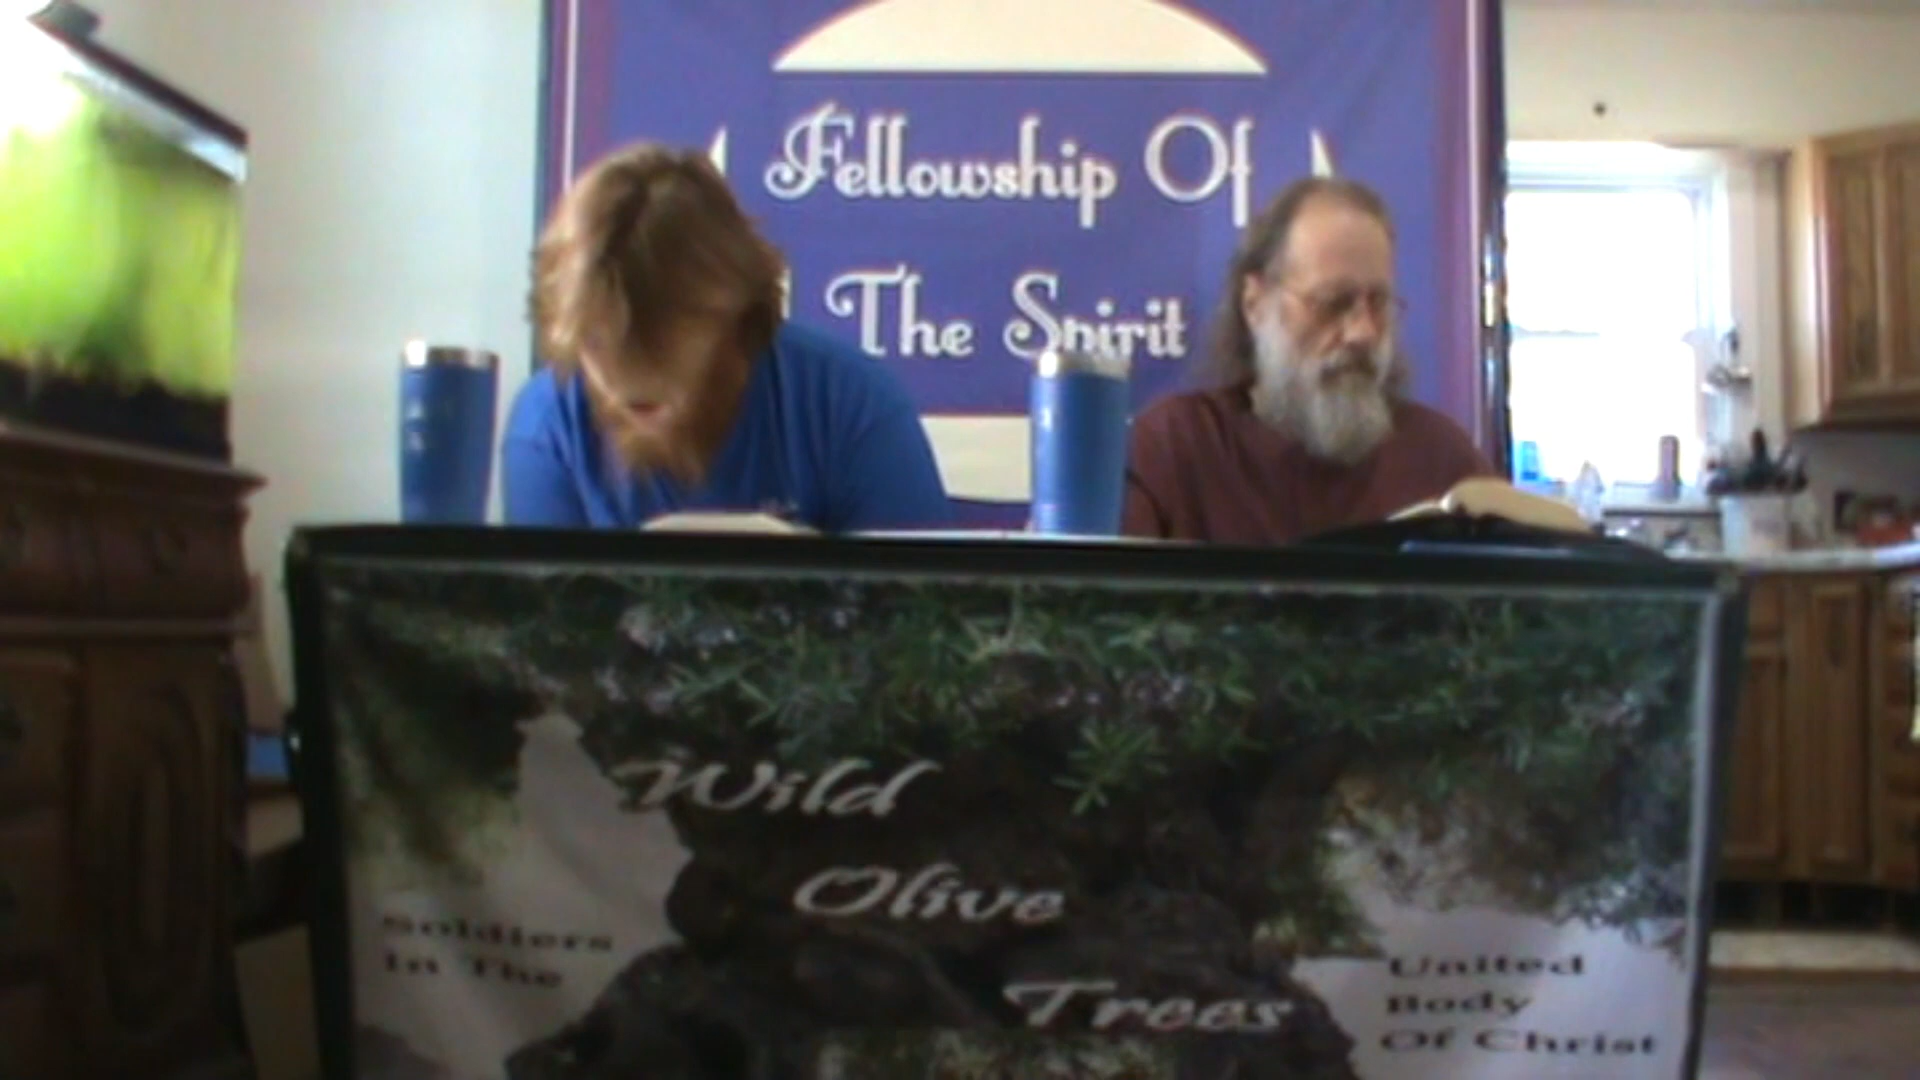 Fellowship Of
The Spirit
Wild
Olive
Trees
Soldiers
In The
United
Body
Of Christ